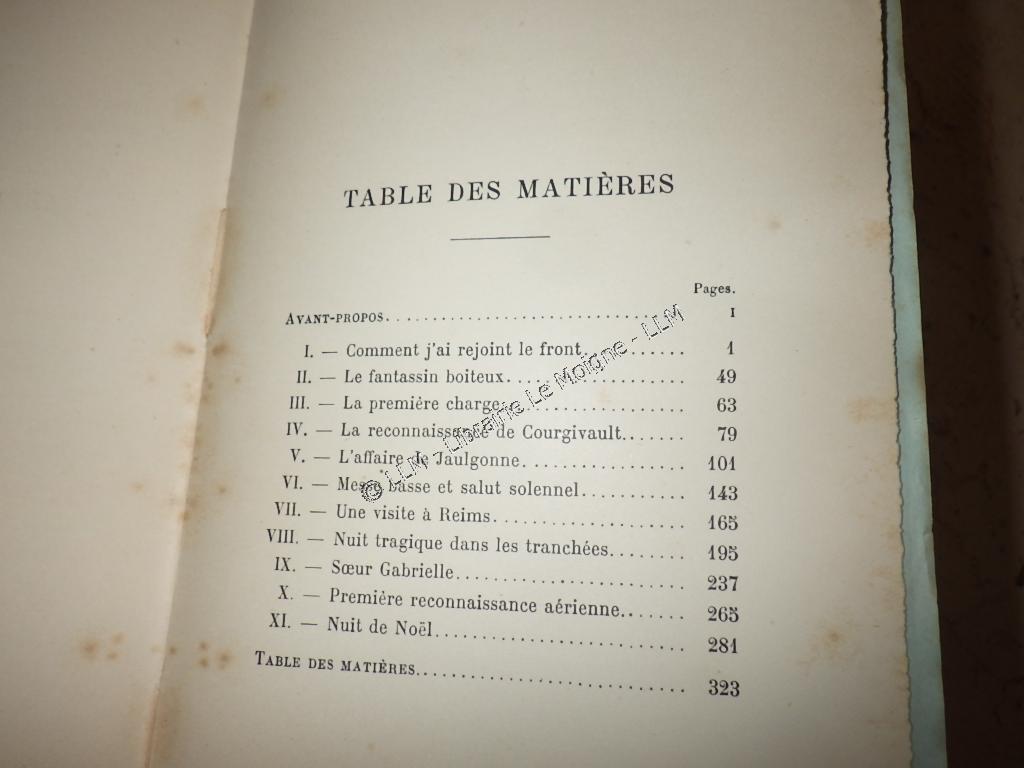 TABLE DES MATIÈRES
Pages.
AVANT-PROPOS. . . . . . . . . . . . . . . . . . . . . . . . . . . . I
I. — Comment j'ai rejoint le front. . . . . . . . . . 1
II. — Le fantassin boiteux. . . . . . . . . . . . . . . . . . 49
III. — La première charge. . . . . . . . . . . . . . . . . . 63
IV. — La reconnaissance de Courgivault. . . . . . . 79
V. — L'affaire de Jaulgonne. . . . . . . . . . . . . . . . . 101
VI. — Messe basse et salut solennel. . . . . . . . . . . 143
VII. — Une visite à Reims. . . . . . . . . . . . . . . . . . . . 165
VIII. — Nuit tragique dans les tranchées. . . . . . . . 195
IX. — Sœur Gabrielle. . . . . . . . . . . . . . . . . . . . . . . 237
X. — Première reconnaissance aérienne. . . . . . . 265
XI. — Nuit de Noël. . . . . . . . . . . . . . . . . . . . . . . . . 281
TABLE DES MATIÈRES. . . . . . . . . . . . . . . . . . . . . . . . . . 323
© LLM - Librairie Le Moigne - LLM